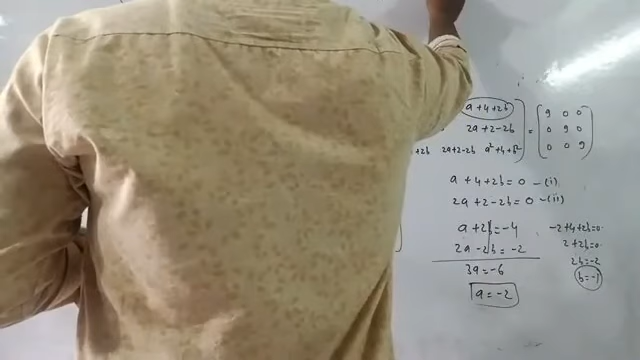 a+4+2b
2a+2-2b
+2b 2a+2-2b a²+4+b²
=
9 0 0
0 9 0
0 0 9
a+4+2b=0 -(i)
2a+2-2b=0 -(ii)
a+2b=-4
2a-2b=-2
3a=-6
a=-2
-2+4+2b=0
2+2b=0
2b=-2
b=-1